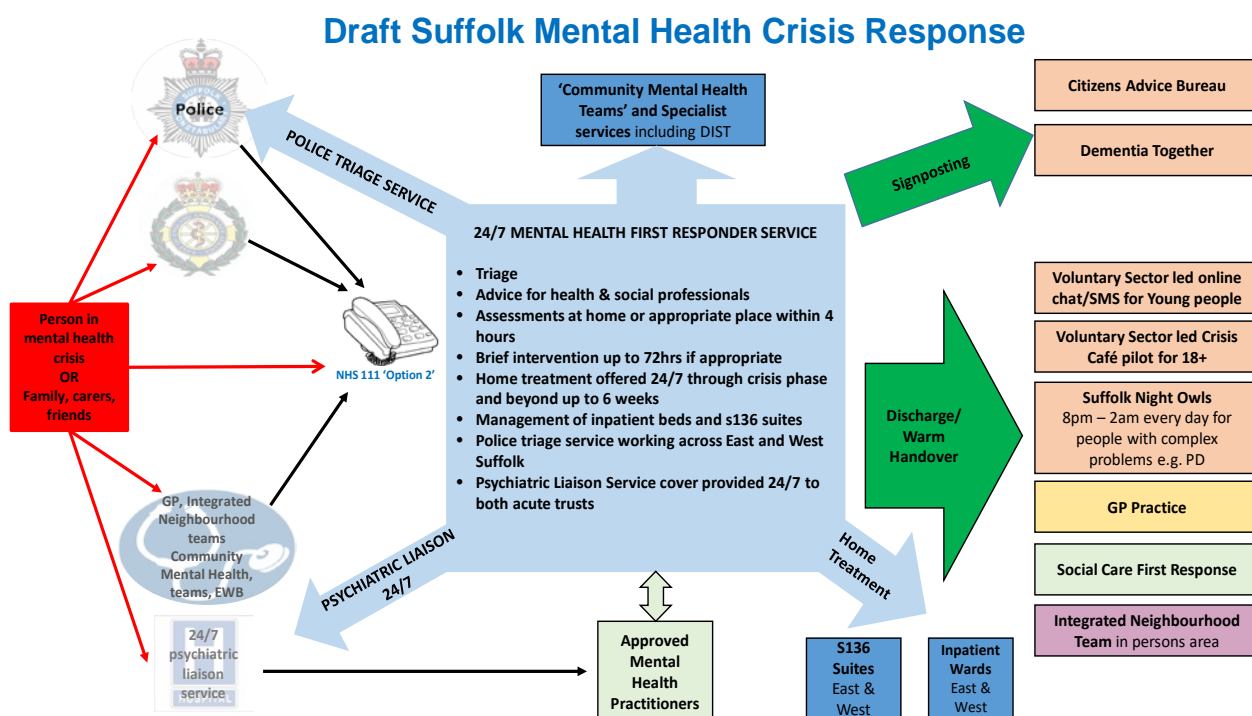 Draft Suffolk Mental Health Crisis Response
Police
POLICE TRIAGE SERVICE
'Community Mental Health
Teams' and Specialist
services including DIST
Signposting
Citizens Advice Bureau
Dementia Together
Person in
mental health
crisis
OR
Family, carers,
friends
NHS 111 'Option 2'
24/7 MENTAL HEALTH FIRST RESPONDER SERVICE
• Triage
• Advice for health & social professionals
• Assessments at home or appropriate place within 4
hours
• Brief intervention up to 72hrs if appropriate
• Home treatment offered 24/7 through crisis phase
and beyond up to 6 weeks
• Management of inpatient beds and s136 suites
• Police triage service working across East and West
Suffolk
• Psychiatric Liaison Service cover provided 24/7 to
both acute trusts
Discharge/
Warm
Handover
Voluntary Sector led online
chat/SMS for Young people
Voluntary Sector led Crisis
Café pilot for 18+
Suffolk Night Owls
8pm – 2am every day for
people with complex
problems e.g. PD
GP Practice
Social Care First Response
Integrated Neighbourhood
Team in persons area
GP, Integrated
Neighbourhood
teams
Community
Mental Health,
teams, EWB
PSYCHIATRIC LIAISON
24/7
Home
Treatment
24/7
psychiatric
liaison
service
HOSPITAL
Approved
Mental
Health
Practitioners
S136
Suites
East &
West
Inpatient
Wards
East &
West